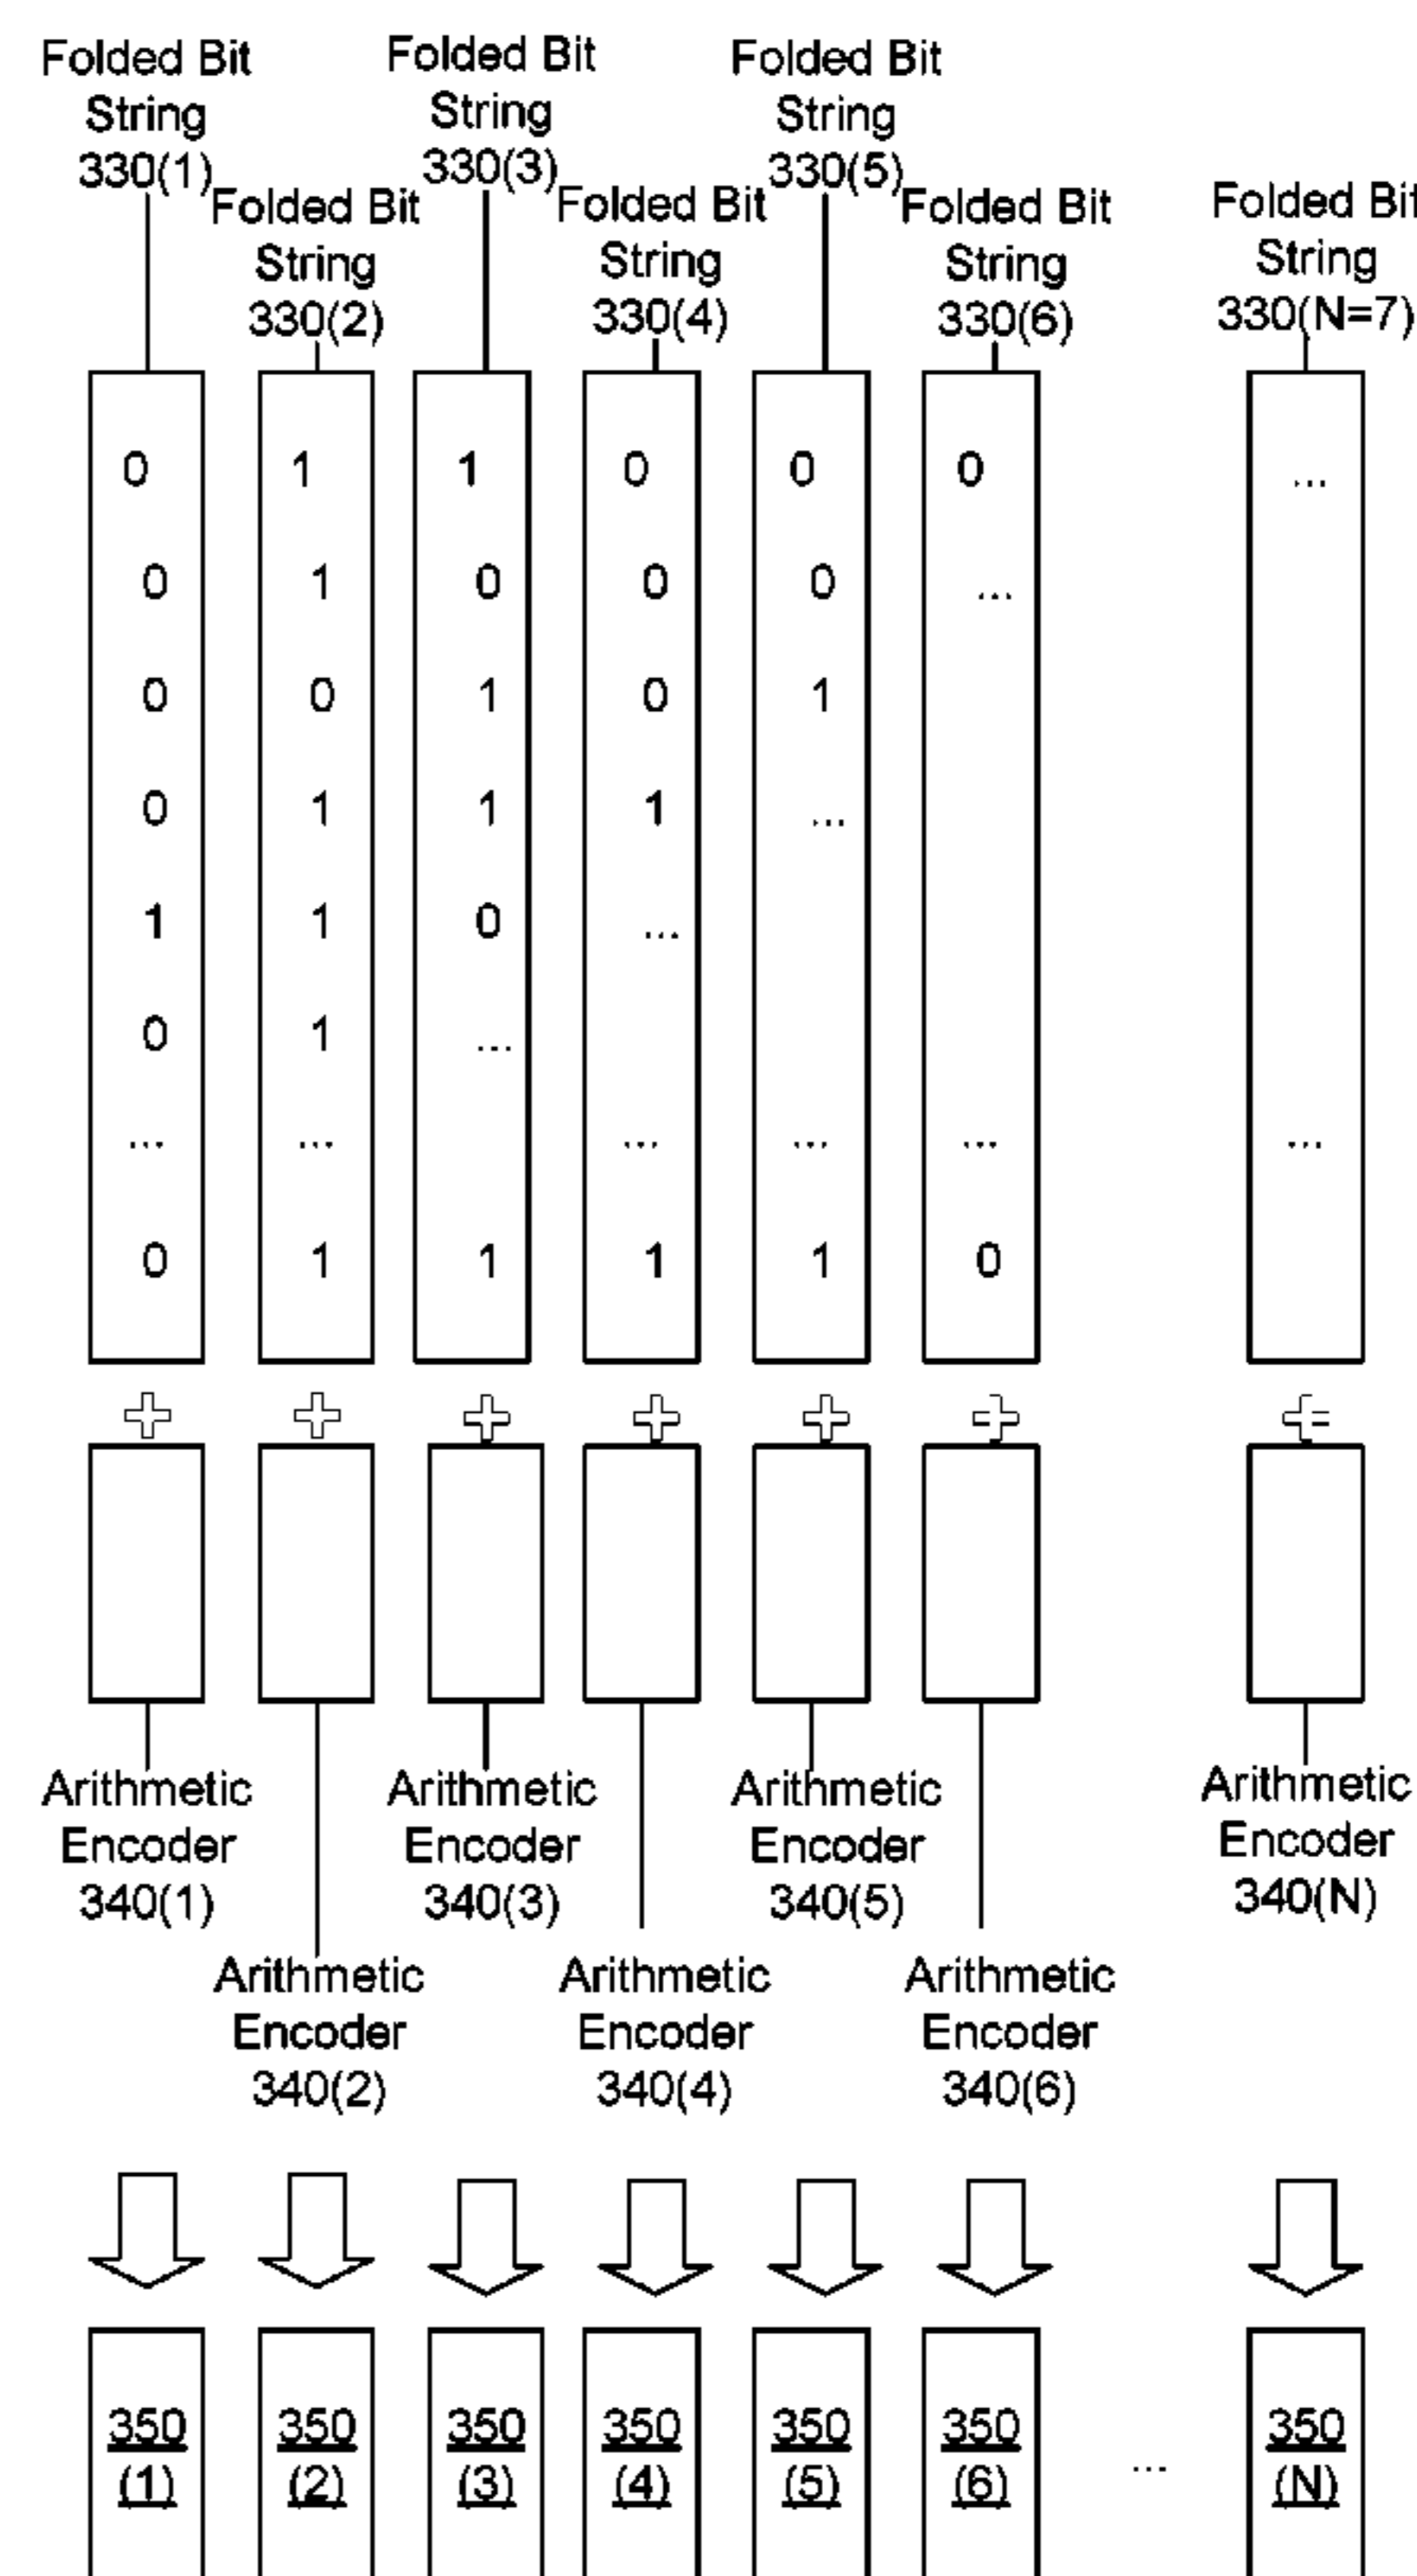 Folded Bit
String
330(1)
Folded Bit
String
330(3)
Folded Bit
String
330(5)
Folded Bit
String
330(2)
Folded Bit
String
330(4)
Folded Bit
String
330(6)
Folded Bit
String
330(N=7)
0 1 1 0 0 0 ...
0 1 0 0 0 ...
0 0 1 0 1
0 1 1 1 ...
1 1 0 ...
0 1 ...
... ... ... ... ... ...
0 1 1 1 1 0
Arithmetic
Encoder
340(1)
Arithmetic
Encoder
340(3)
Arithmetic
Encoder
340(5)
Arithmetic
Encoder
340(N)
Arithmetic
Encoder
340(2)
Arithmetic
Encoder
340(4)
Arithmetic
Encoder
340(6)
350 350 350 350 350 350 350
(1) (2) (3) (4) (5) (6) ... (N)